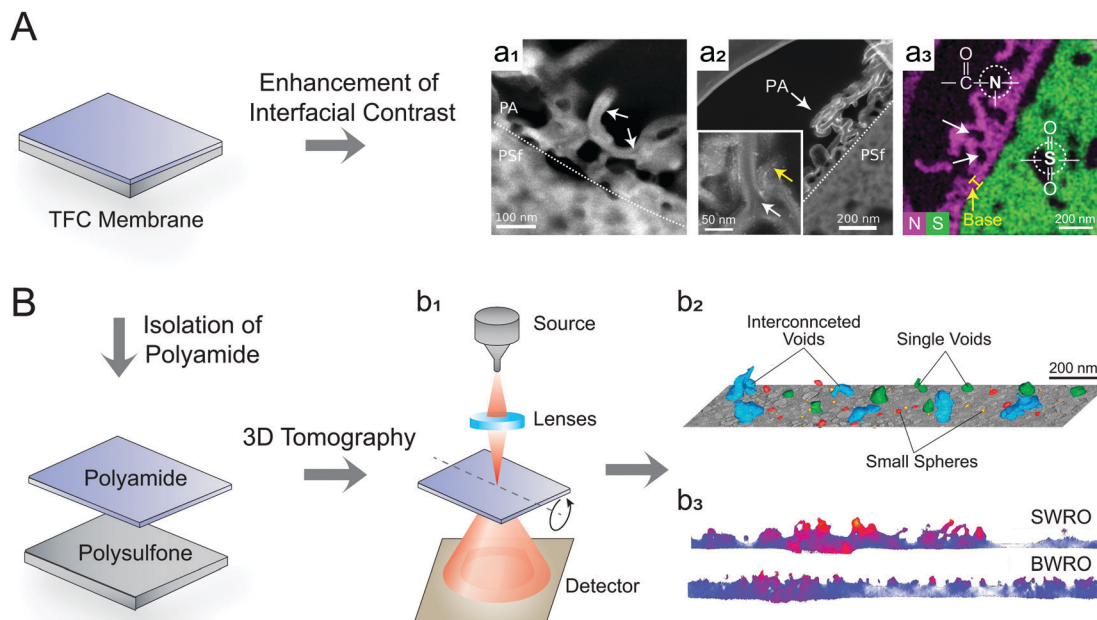 A
TFC Membrane
Enhancement of
Interfacial Contrast
a1
PA
PSf
100 nm
a2
PA
PSf
50 nm
200 nm
a3
O
C
N
O
S
O
Base
N S
200 nm
B
Isolation of
Polyamide
Polyamide
Polysulfone
3D Tomography
b1
Source
Lenses
Detector
b2
Interconnceted
Voids
Single Voids
200 nm
Small Spheres
b3
SWRO
BWRO